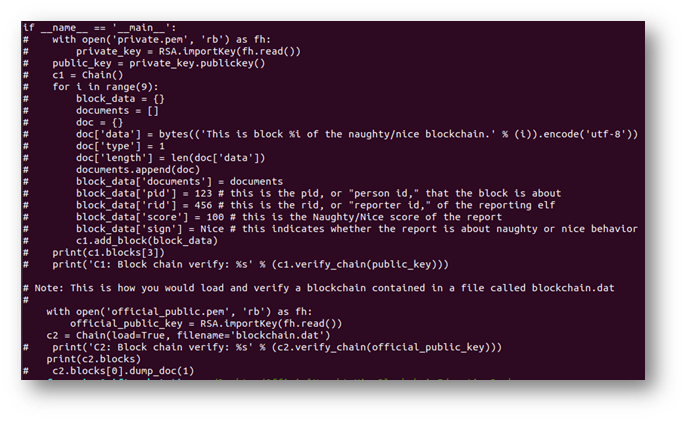 if __name__ == '__main__':
#    with open('private.pem', 'rb') as fh:
#        private_key = RSA.importKey(fh.read())
#    public_key = private_key.publickey()
#    c1 = Chain()
#    for i in range(9):
#        block_data = {}
#        documents = []
#        doc = {}
#        doc['data'] = bytes(('This is block %i of the naughty/nice blockchain.' % (i)).encode('utf-8'))
#        doc['type'] = 1
#        doc['length'] = len(doc['data'])
#        documents.append(doc)
#        block_data['documents'] = documents
#        block_data['pid'] = 123 # this is the pid, or "person id," that the block is about
#        block_data['rid'] = 456 # this is the rid, or "reporter id," of the reporting elf
#        block_data['score'] = 100 # this is the Naughty/Nice score of the report
#        block_data['sign'] = Nice # this indicates whether the report is about naughty or nice behavior
#        c1.add_block(block_data)
#    print(c1.blocks[3])
#    print('C1: Block chain verify: %s' % (c1.verify_chain(public_key)))

# Note: This is how you would load and verify a blockchain contained in a file called blockchain.dat
#
    with open('official_public.pem', 'rb') as fh:
        official_public_key = RSA.importKey(fh.read())
    c2 = Chain(load=True, filename='blockchain.dat')
#    print('C2: Block chain verify: %s' % (c2.verify_chain(official_public_key)))
    print(c2.blocks)
#    c2.blocks[0].dump_doc(1)